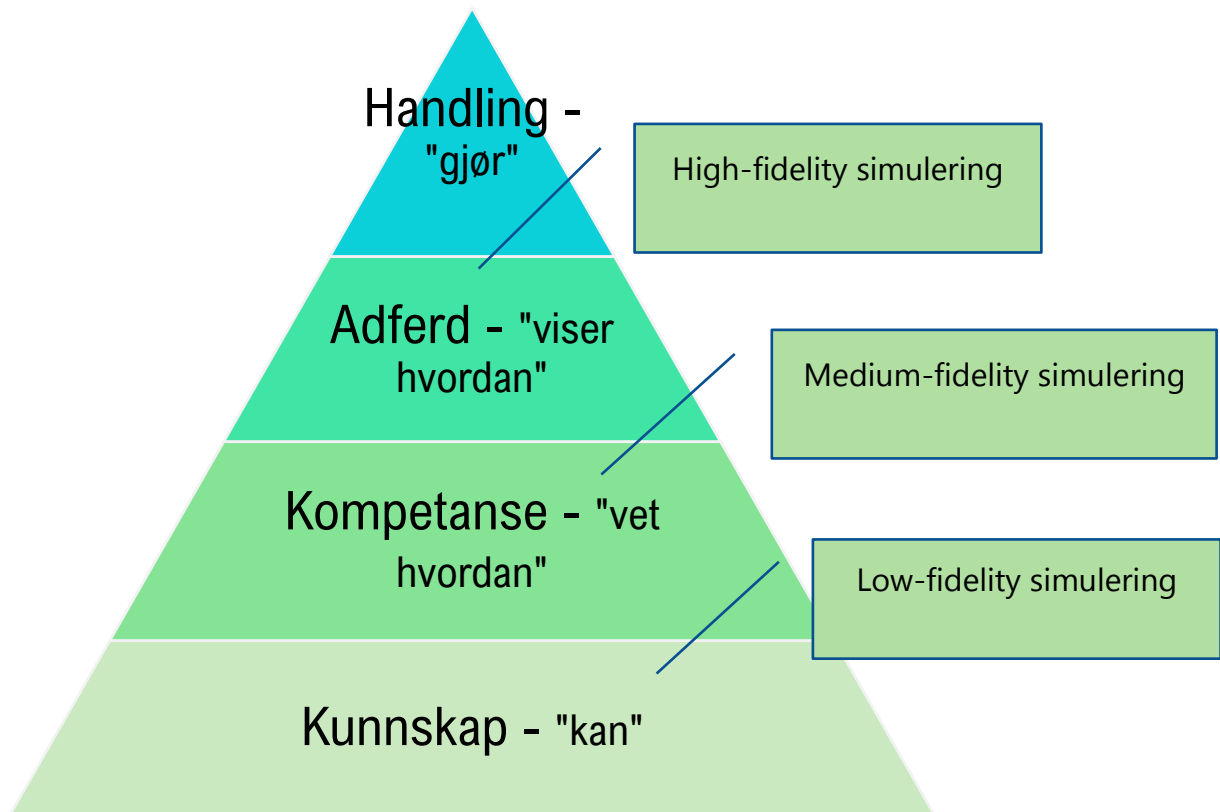 Handling -
"gjør"
High-fidelity simulering
Adferd - "viser
hvordan"
Medium-fidelity simulering
Kompetanse - "vet
hvordan"
Low-fidelity simulering
Kunnskap - "kan"